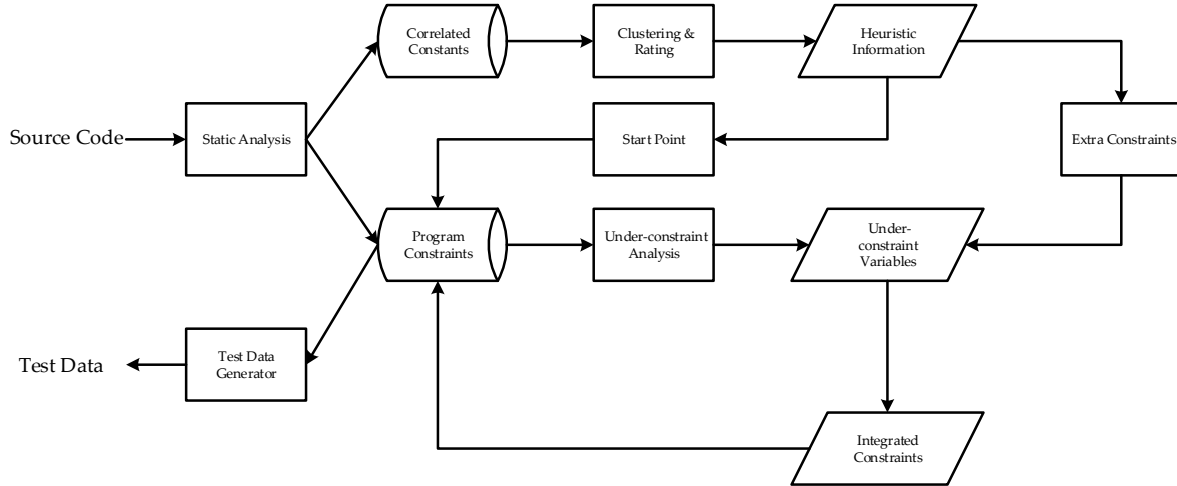 Correlated
Constants
Clustering &
Rating
Heuristic
Information
Source Code
Static Analysis
Start Point
Extra Constraints
Program
Constraints
Under-constraint
Analysis
Under-
constraint
Variables
Test Data
Test Data
Generator
Integrated
Constraints